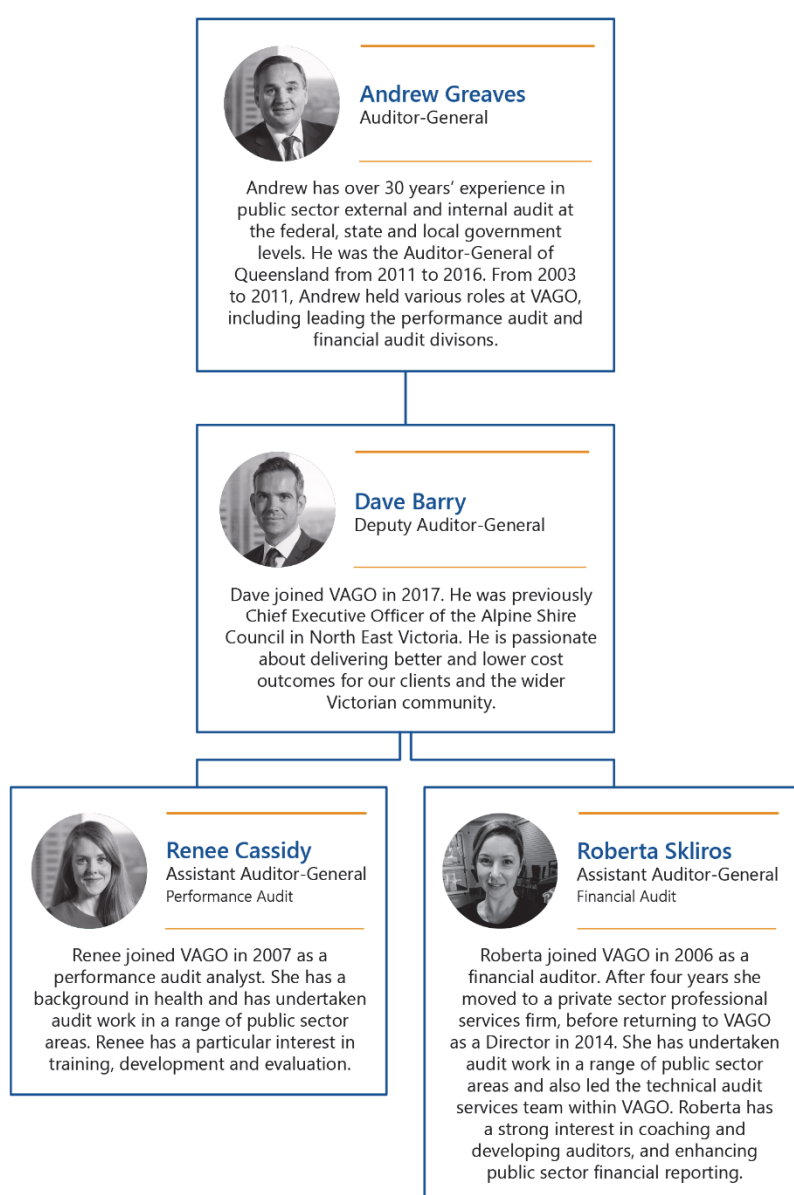 Andrew Greaves
Auditor-General
Andrew has over 30 years’ experience in
public sector external and internal audit at
the federal, state and local government
levels. He was the Auditor-General of
Queensland from 2011 to 2016. From 2003
to 2011, Andrew held various roles at VAGO,
including leading the performance audit and
financial audit divisons.
Dave Barry
Deputy Auditor-General
Dave joined VAGO in 2017. He was previously
Chief Executive Officer of the Alpine Shire
Council in North East Victoria. He is passionate
about delivering better and lower cost
outcomes for our clients and the wider
Victorian community.
Renee Cassidy
Assistant Auditor-General
Performance Audit
Renee joined VAGO in 2007 as a
performance audit analyst. She has a
background in health and has undertaken
audit work in a range of public sector
areas. Renee has a particular interest in
training, development and evaluation.
Roberta Skliros
Assistant Auditor-General
Financial Audit
Roberta joined VAGO in 2006 as a
financial auditor. After four years she
moved to a private sector professional
services firm, before returning to VAGO
as a Director in 2014. She has undertaken
audit work in a range of public sector
areas and also led the technical audit
services team within VAGO. Roberta has
a strong interest in coaching and
developing auditors, and enhancing
public sector financial reporting.